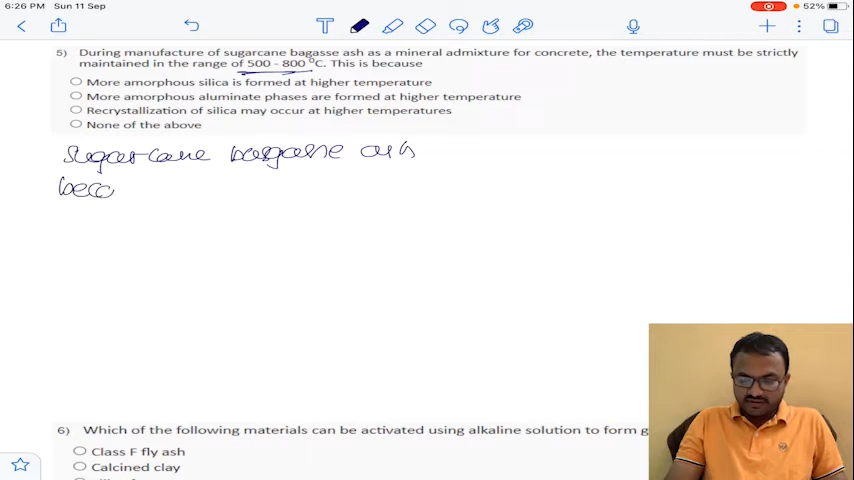 6:26 PM Sun 11 Sep
52%
5) During manufacture of sugarcane bagasse ash as a mineral admixture for concrete, the temperature must be strictly
maintained in the range of 500 - 800 °C. This is because
More amorphous silica is formed at higher temperature
More amorphous aluminate phases are formed at higher temperature
Recrystallization of silica may occur at higher temperatures
None of the above
Sugarcane bagasse ash
beco
6) Which of the following materials can be activated using alkaline solution to form g
Class F fly ash
Calcined clay